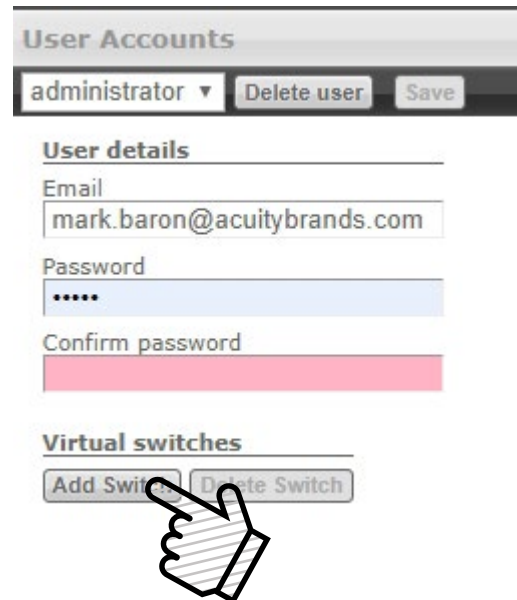 User Accounts
administrator ▾ Delete user Save
User details
Email
mark.baron@acuitybrands.com
Password
•••••
Confirm password
Virtual switches
Add Switch Delete Switch